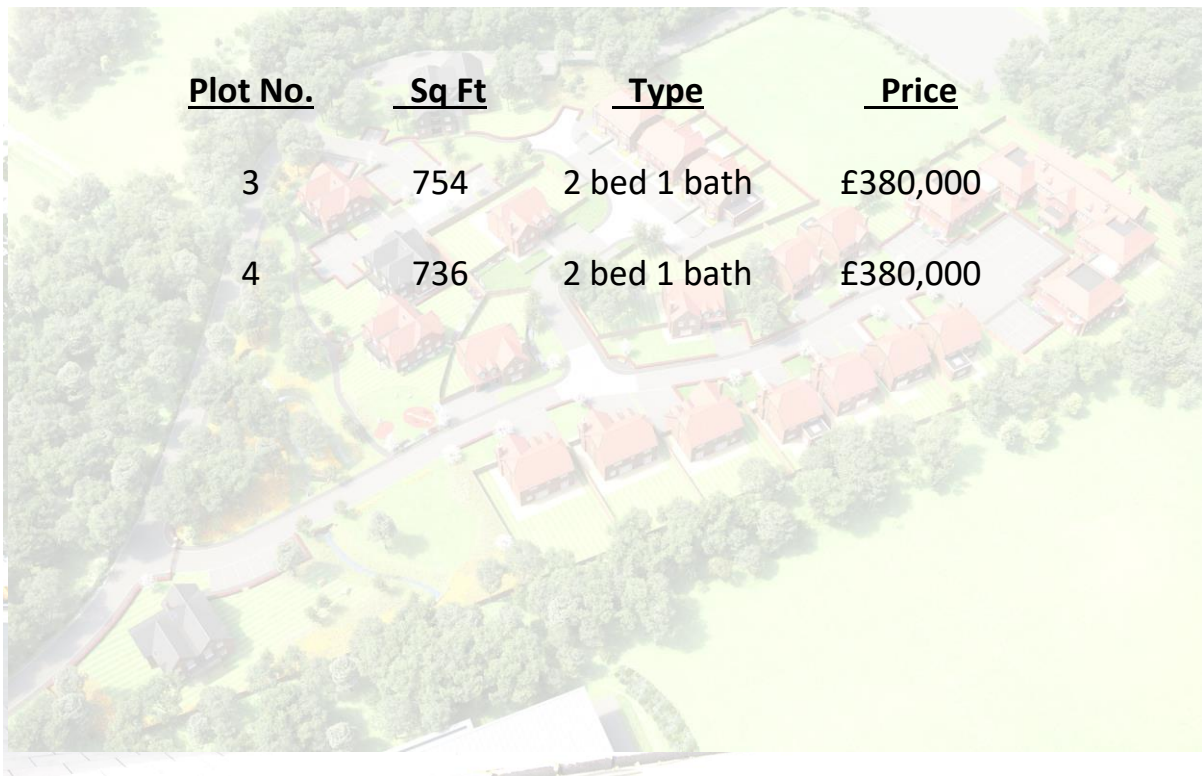 Plot No. Sq Ft Type Price
3 754 2 bed 1 bath £380,000
4 736 2 bed 1 bath £380,000